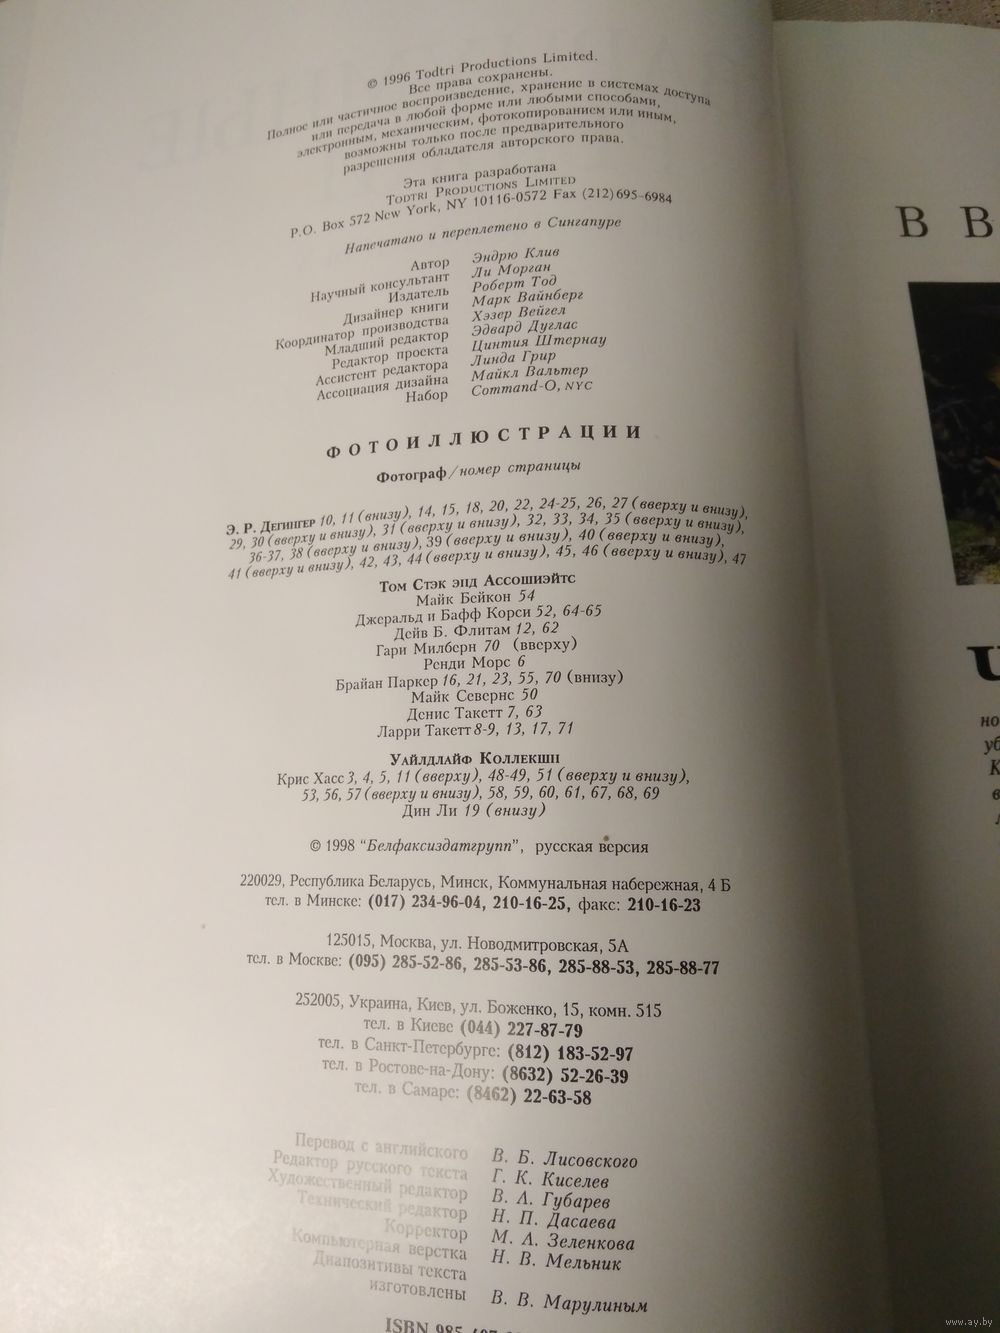 © 1996 Todtri Productions Limited.
Все права сохранены.
Полное или частичное воспроизведение, хранение в системах доступа
или передача в любой форме или любыми способами,
электронным, механическим, фотокопированием или иным,
возможны только после предварительного
разрешения обладателя авторского права.
Эта книга разработана
TODTRI PRODUCTIONS LIMITED
P.O. Box 572 New York, NY 10116-0572 Fax (212)695-6984
Напечатано и переплетено в Сингапуре
Автор Эндрю Клив
Научный консультант Ли Морган
Издатель Роберт Тод
Дизайнер книги Марк Вайнберг
Координатор производства Хэзер Вейгел
Младший редактор Эдвард Дуглас
Редактор проекта Цинтия Штернау
Ассистент редактора Линда Грир
Ассоциация дизайна Майкл Вальтер
Набор Command-O, NYC
ФОТОИЛЛЮСТРАЦИИ
Фотограф/номер страницы
Э. Р. ДЕГИНГЕР 10, 11 (внизу), 14, 15, 18, 20, 22, 24-25, 26, 27 (вверху и внизу),
29, 30 (вверху и внизу), 31 (вверху и внизу), 32, 33, 34, 35 (вверху и внизу),
36-37, 38 (вверху и внизу), 39 (вверху и внизу), 40 (вверху и внизу),
41 (вверху и внизу), 42, 43, 44 (вверху и внизу), 45, 46 (вверху и внизу), 47
ТОМ СТЭК ЭНД АССОШИЭЙТС
Майк Бейкон 54
Джеральд и Бафф Корси 52, 64-65
Дейв Б. Флитам 12, 62
Гари Милберн 70 (вверху)
Ренди Морс 6
Брайан Паркер 16, 21, 23, 55, 70 (внизу)
Майк Севернс 50
Денис Такетт 7, 63
Ларри Такетт 8-9, 13, 17, 71
УАЙЛДЛАЙФ КОЛЛЕКШН
Крис Хасс 3, 4, 5, 11 (вверху), 48-49, 51 (вверху и внизу),
53, 56, 57 (вверху и внизу), 58, 59, 60, 61, 67, 68, 69
Дин Ли 19 (внизу)
© 1998 "Белфаксиздатгрупп", русская версия
220029, Республика Беларусь, Минск, Коммунальная набережная, 4 Б
тел. в Минске: (017) 234-96-04, 210-16-25, факс: 210-16-23
125015, Москва, ул. Новодмитровская, 5А
тел. в Москве: (095) 285-52-86, 285-53-86, 285-88-53, 285-88-77
252005, Украина, Киев, ул. Боженко, 15, комн. 515
тел. в Киеве (044) 227-87-79
тел. в Санкт-Петербурге: (812) 183-52-97
тел. в Ростове-на-Дону: (8632) 52-26-39
тел. в Самаре: (8462) 22-63-58
Перевод с английского В. Б. Лисовского
Редактор русского текста Г. К. Киселев
Художественный редактор В. А. Губарев
Технический редактор Н. П. Дасаева
Корректор М. А. Зеленкова
Компьютерная верстка Н. В. Мельник
Диапозитивы текста
изготовлены В. В. Марулиным
ISBN 985
В В
но
уб
К
www.ay.by